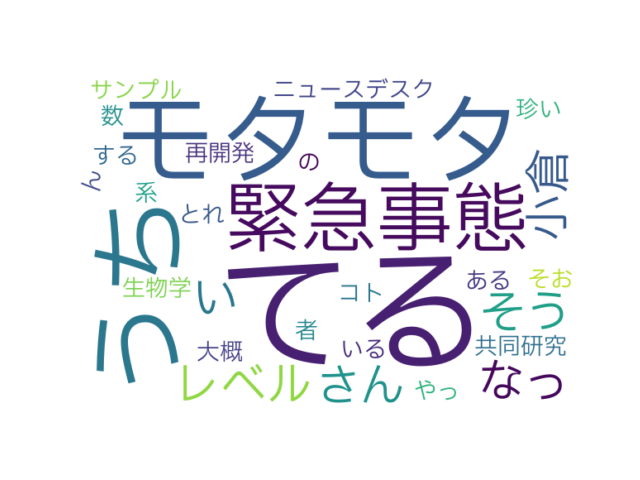 サンプル
ニュースデスク
数
モタモタ
珍い
する
再開発
の
ん
系
とれ
緊急事態
小倉
うち
生物学
い
てる
コト
ある
そお
そう
者
大概
いる
共同研究
レベル
さん
やっ
なっ